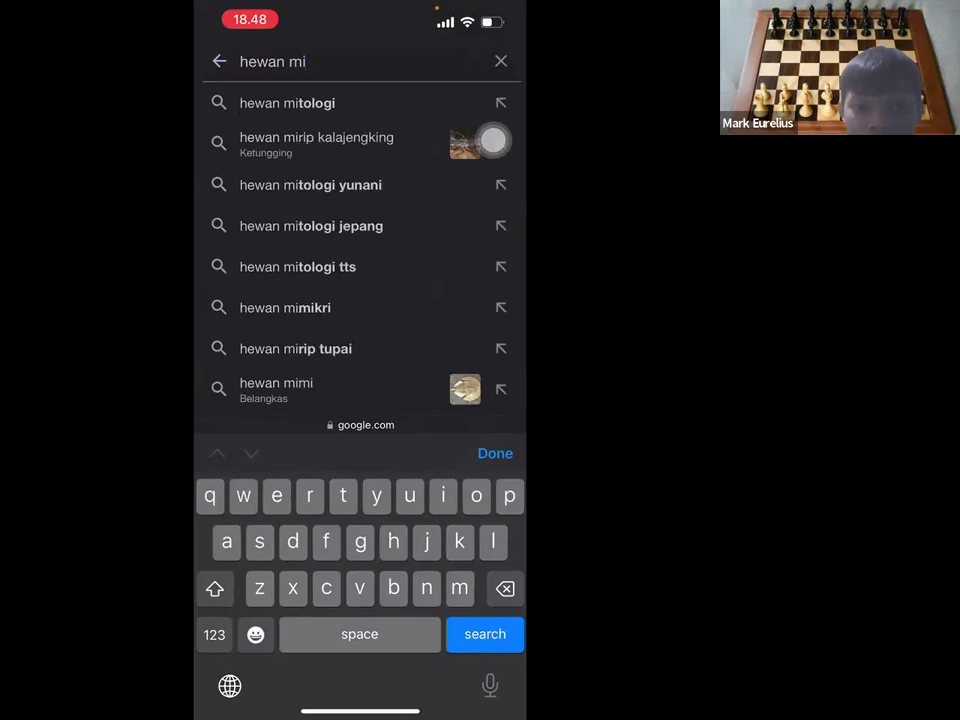 18.48
hewan mi
hewan mitologi
hewan mirip kalajengking
Ketungging
hewan mitologi yunani
hewan mitologi jepang
hewan mitologi tts
hewan mimikri
hewan mirip tupai
hewan mimi
Belangkas
google.com
Done
q w e r t y u i o p
a s d f g h j k l
z x c v b n m
123 space search
Mark Eurelius